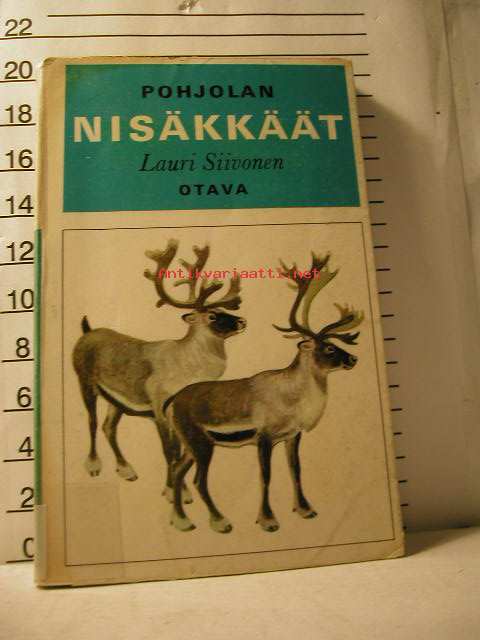 POHJOLAN
NISÄKKÄÄT
Lauri Siivonen
OTAVA
Antikvariaatti.net
22
20
18
16
14
12
10
8
6
4
2
0